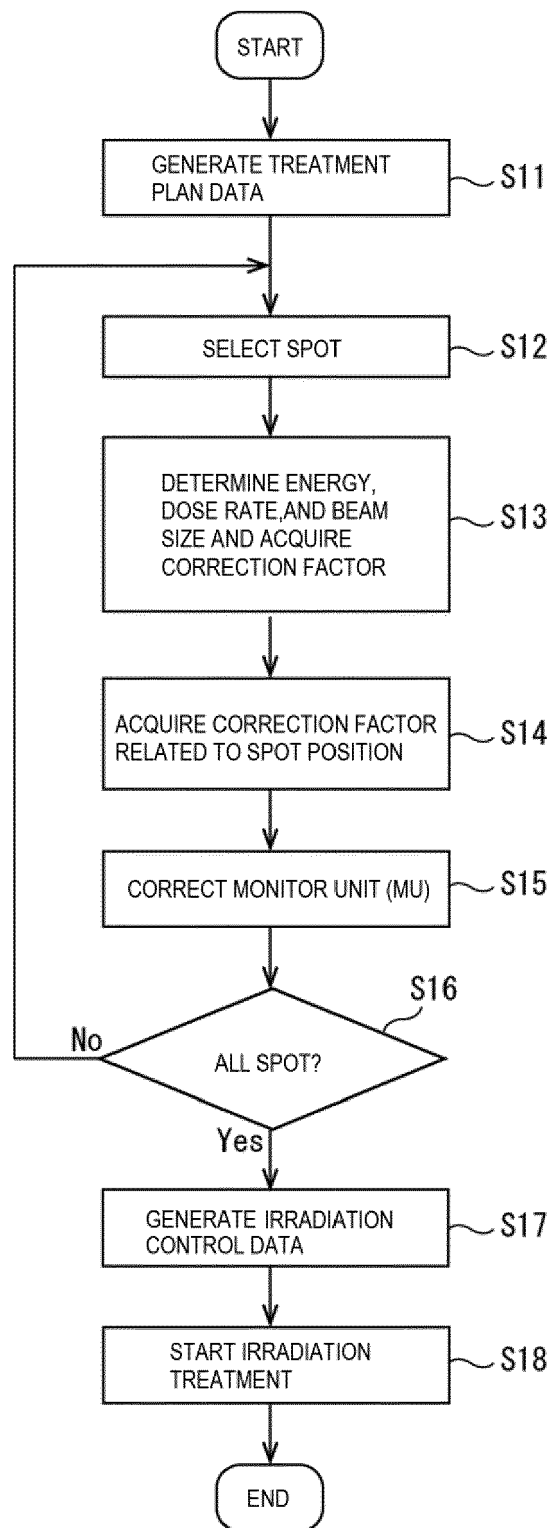 START
GENERATE TREATMENT
PLAN DATA
S11
SELECT SPOT
S12
DETERMINE ENERGY,
DOSE RATE,AND BEAM
SIZE AND ACQUIRE
CORRECTION FACTOR
S13
ACQUIRE CORRECTION FACTOR
RELATED TO SPOT POSITION
S14
CORRECT MONITOR UNIT (MU)
S15
S16
No
ALL SPOT?
Yes
GENERATE IRRADIATION
CONTROL DATA
S17
START IRRADIATION
TREATMENT
S18
END